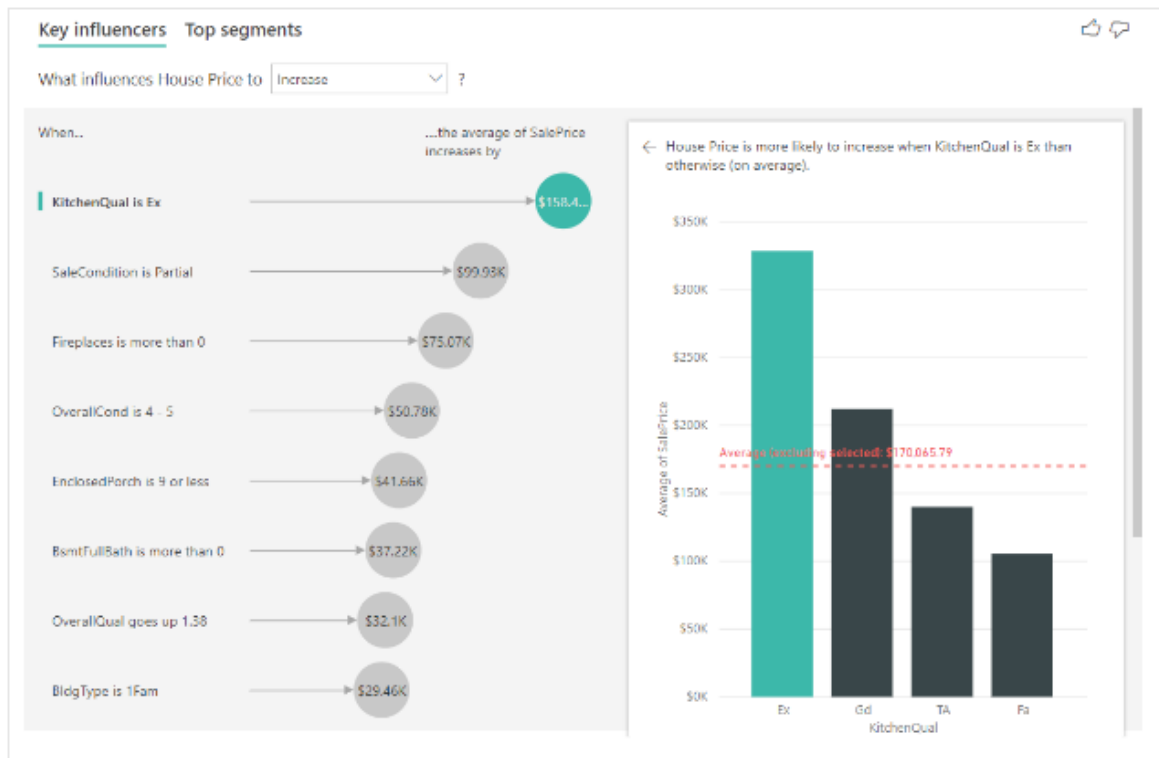 Key influencers Top segments
What influences House Price to Increase ?
When...
...the average of SalePrice
increases by
KitchenQual is Ex
$158.4...
SaleCondition is Partial
$99.93K
Fireplaces is more than 0
$75.07K
OverallCond is 4 - 5
$50.78K
EnclosedPorch is 9 or less
$41.66K
BsmtFullBath is more than 0
$37.22K
OverallQual goes up 1.38
$32.1K
BldgType is 1Fam
$29.46K
← House Price is more likely to increase when KitchenQual is Ex than
otherwise (on average).
$350K
$300K
$250K
$200K
$150K
$100K
$50K
$0K
Average of SalePrice
Average (excluding selected): $170,065.79
Ex Gd TA Fa
KitchenQual